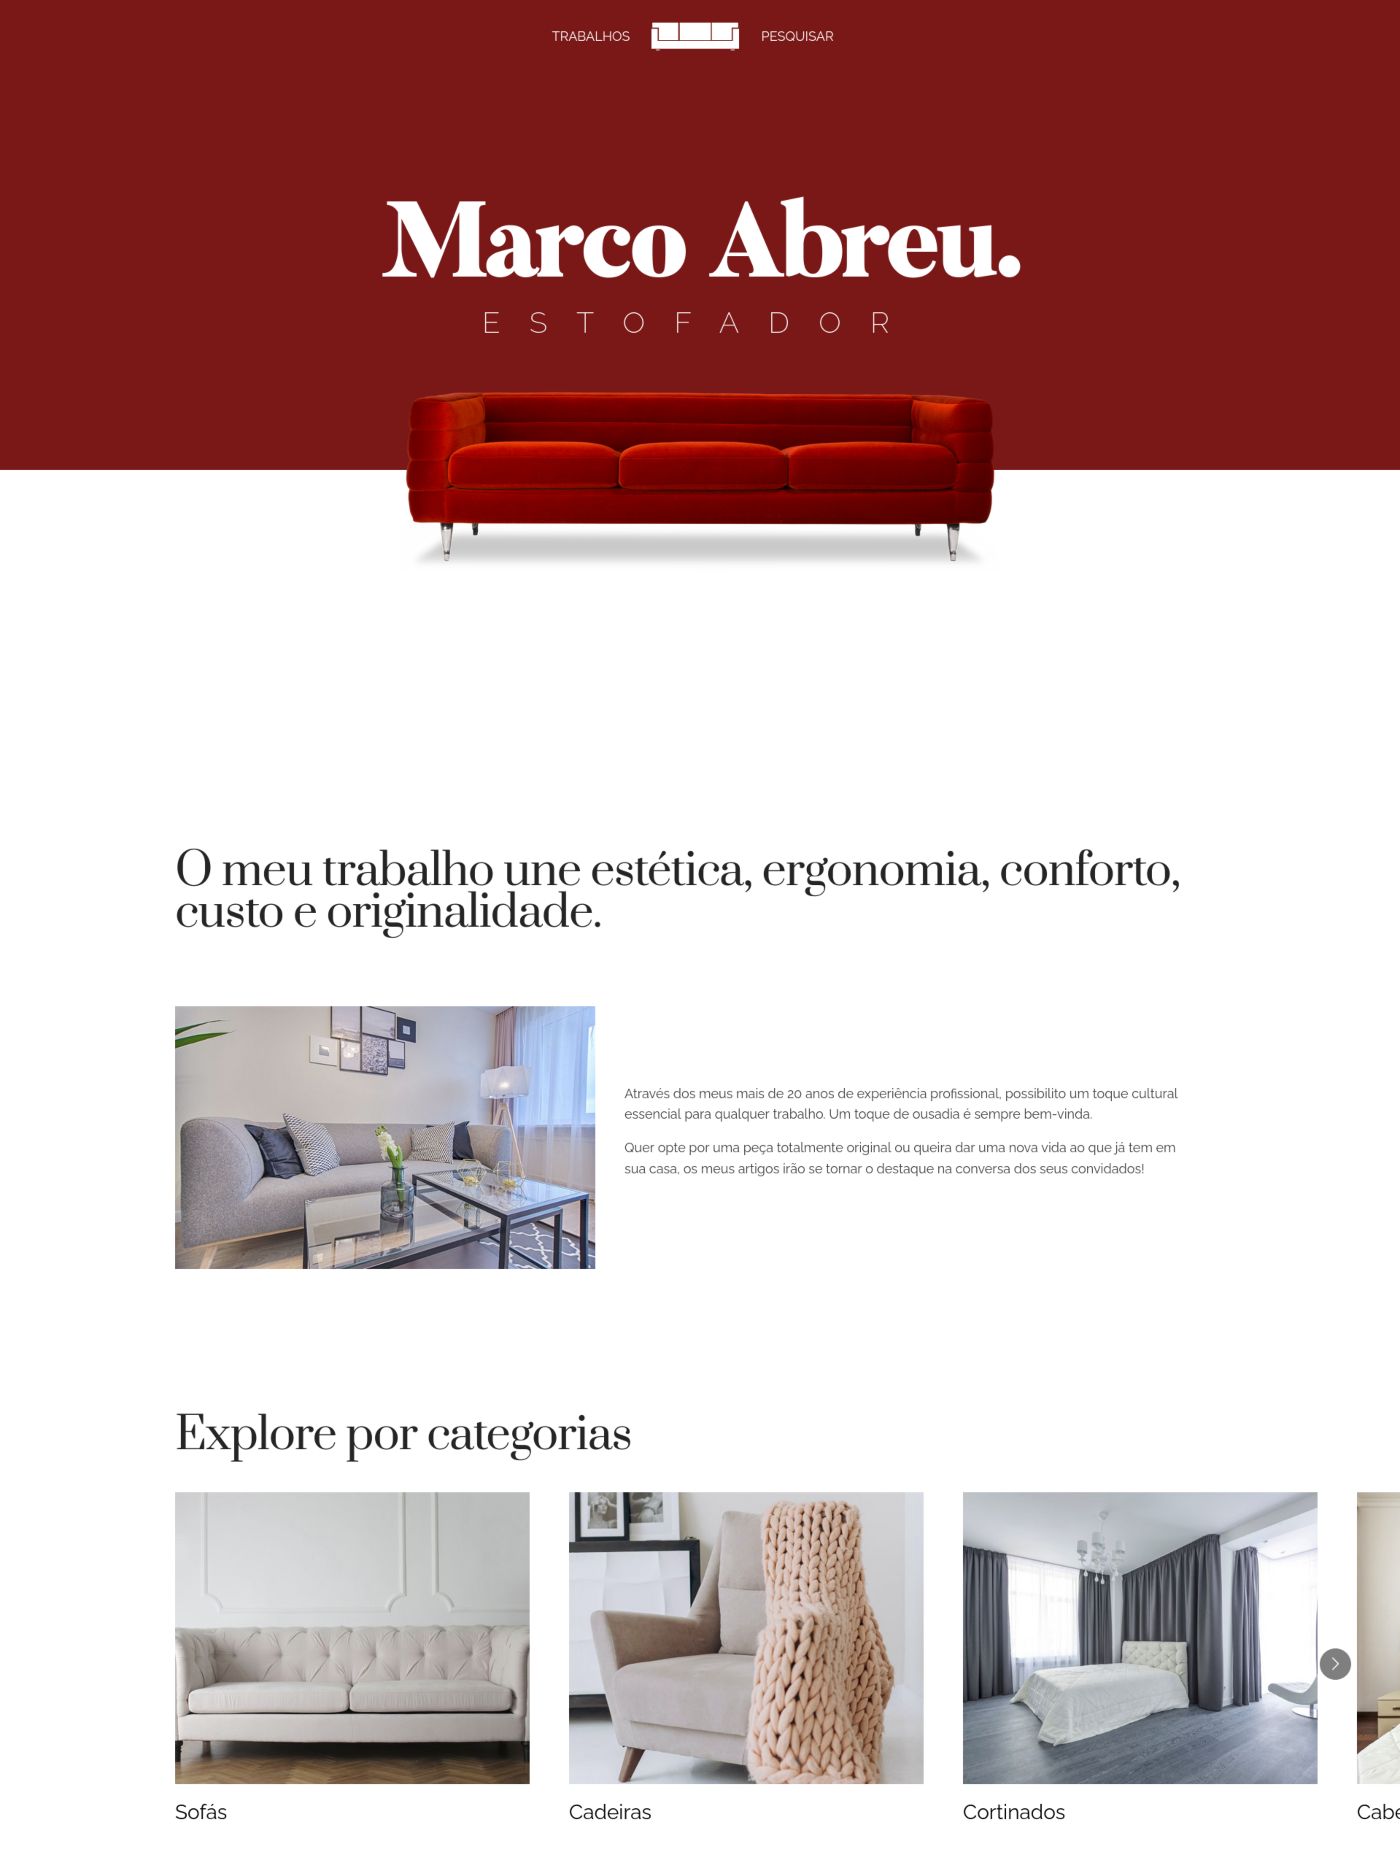 TRABALHOS
PESQUISAR
Marco Abreu.
ESTOFADOR
O meu trabalho une estética, ergonomia, conforto,
custo e originalidade.
Através dos meus mais de 20 anos de experiência profissional, possibilito um toque cultural
essencial para qualquer trabalho. Um toque de ousadia é sempre bem-vinda.
Quer opte por uma peça totalmente original ou queira dar uma nova vida ao que já tem em
sua casa, os meus artigos irão se tornar o destaque na conversa dos seus convidados!
Explore por categorias
Sofás
Cadeiras
Cortinados